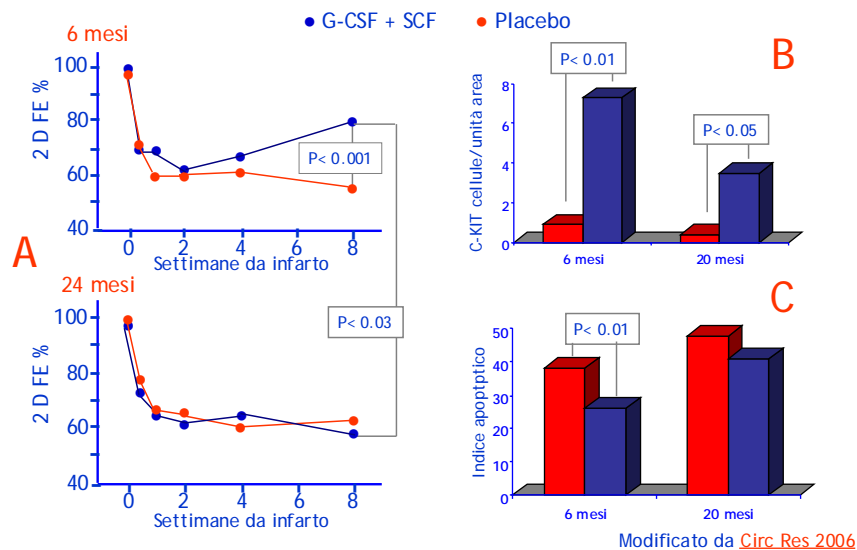 G-CSF + SCF
Placebo
A
6 mesi
2 D FE %
100
80
60
40
0 2 4 6 8
Settimane da infarto
P< 0.001
P< 0.03
24 mesi
2 D FE %
100
80
60
40
0 2 4 6 8
Settimane da infarto
B
C-KIT cellule/unità area
8
6
4
2
0
P< 0.01
P< 0.05
6 mesi
20 mesi
C
Indice apoptptico
50
40
30
20
10
0
P< 0.01
6 mesi
20 mesi
Modificato da Circ Res 2006